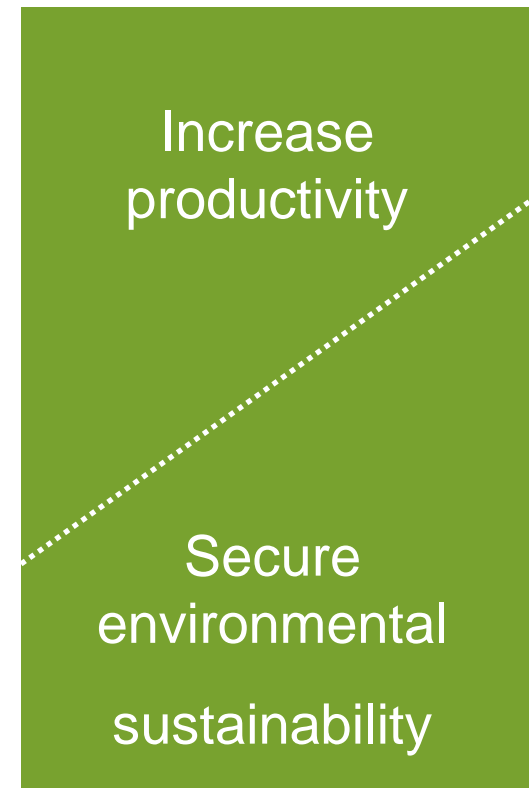 Increase
productivity
Secure
environmental
sustainability